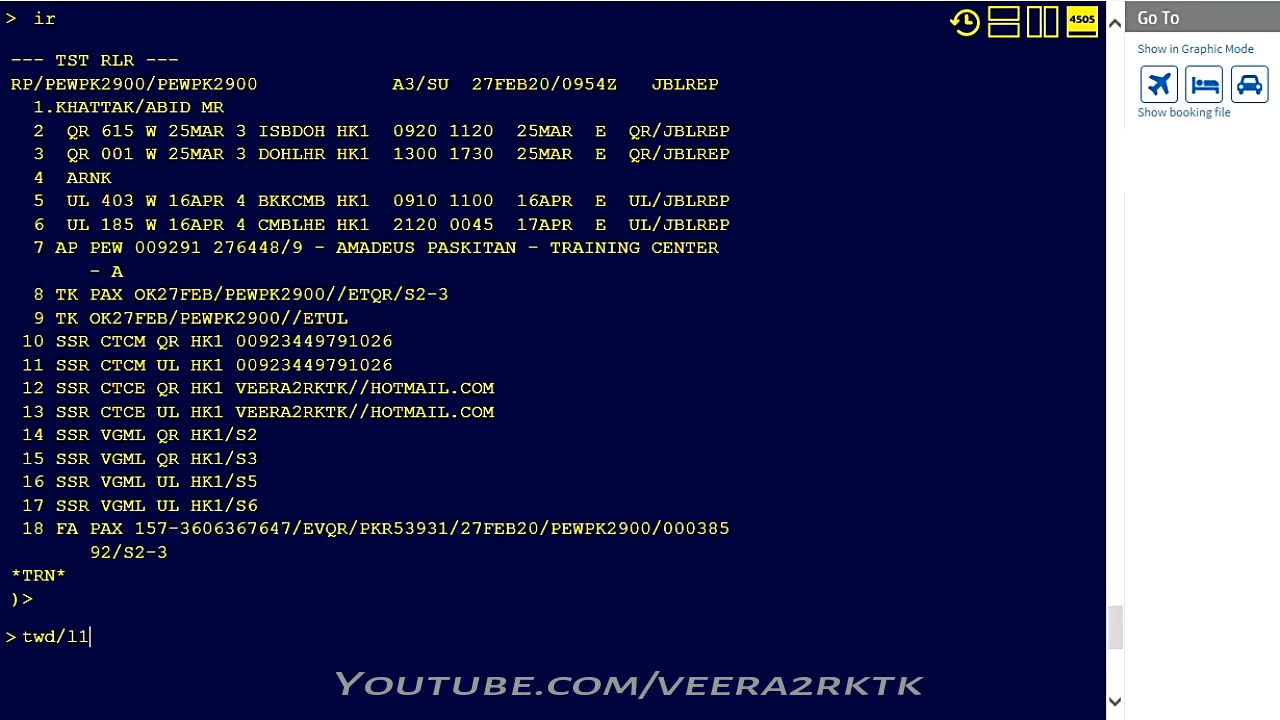 > ir
4505
--- TST RLR ---
RP/PEWPK2900/PEWPK2900 A3/SU 27FEB20/0954Z JBLREP
1.KHATTAK/ABID MR
2 QR 615 W 25MAR 3 ISBDOH HK1 0920 1120 25MAR E QR/JBLREP
3 QR 001 W 25MAR 3 DOHLHR HK1 1300 1730 25MAR E QR/JBLREP
4 ARNK
5 UL 403 W 16APR 4 BKKCMB HK1 0910 1100 16APR E UL/JBLREP
6 UL 185 W 16APR 4 CMBLHE HK1 2120 0045 17APR E UL/JBLREP
7 AP PEW 009291 276448/9 - AMADEUS PASKITAN - TRAINING CENTER
- A
8 TK PAX OK27FEB/PEWPK2900//ETQR/S2-3
9 TK OK27FEB/PEWPK2900//ETUL
10 SSR CTCM QR HK1 00923449791026
11 SSR CTCM UL HK1 00923449791026
12 SSR CTCE QR HK1 VEERA2RKTK//HOTMAIL.COM
13 SSR CTCE UL HK1 VEERA2RKTK//HOTMAIL.COM
14 SSR VGML QR HK1/S2
15 SSR VGML QR HK1/S3
16 SSR VGML UL HK1/S5
17 SSR VGML UL HK1/S6
18 FA PAX 157-3606367647/EVQR/PKR53931/27FEB20/PEWPK2900/000385
92/S2-3
*TRN*
)>
> twd/l1
YOUTUBE.COM/VEERA2RKTK
Go To
Show in Graphic Mode
Show booking file